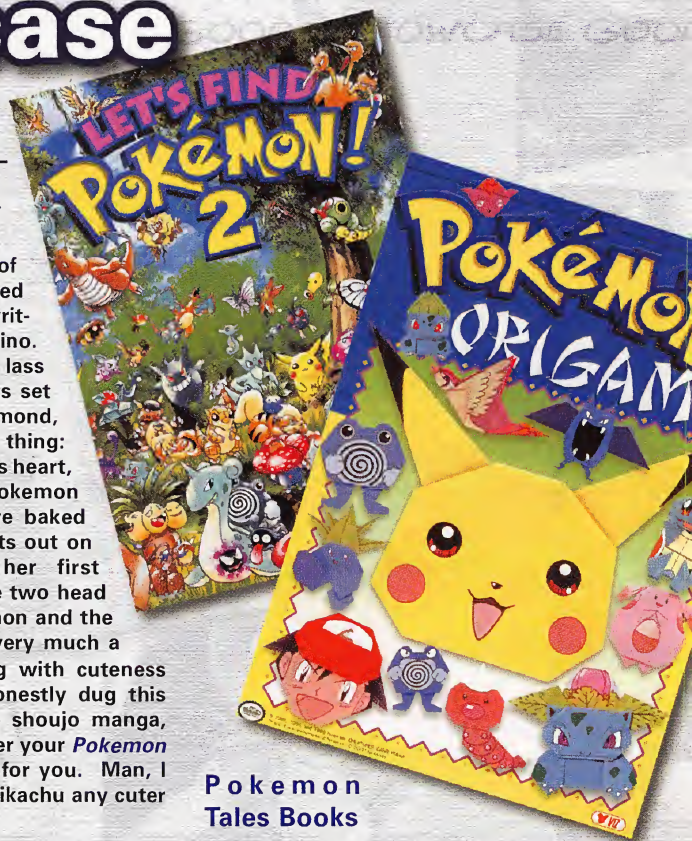 ase
of
ed
rit-
ino.
lass
s set
mond,
thing:
s heart,
okemon
e baked
ts out on
her first
e two head
non and the
very much a
g with cuteness
onestly dug this
shoujo manga,
er your Pokemon
for you. Man, I
ikachu any cuter
LET'S FIND
POKéMON!
2
POKéMON
ORIGAM
VIZ
Pokemon
Tales Books